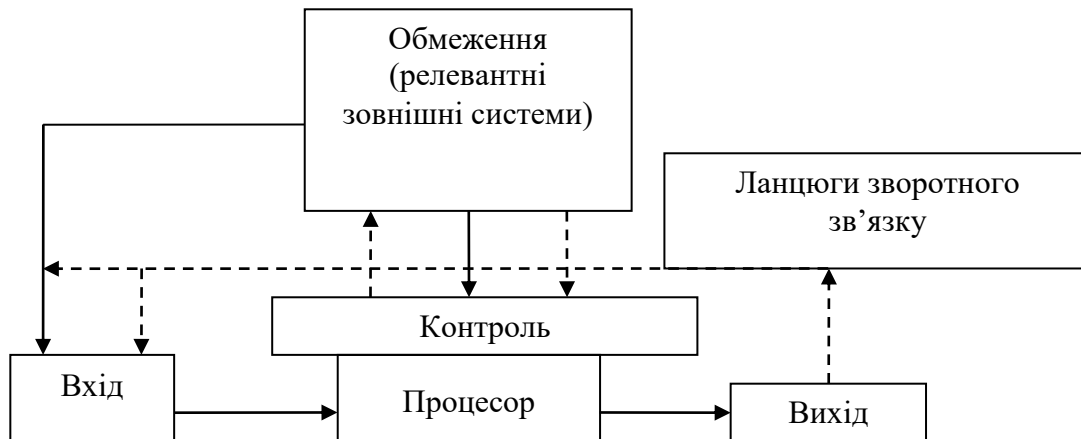 Обмеження
(релевантні
зовнішні системи)
Ланцюги зворотного
зв’язку
Контроль
Вхід
Процесор
Вихід